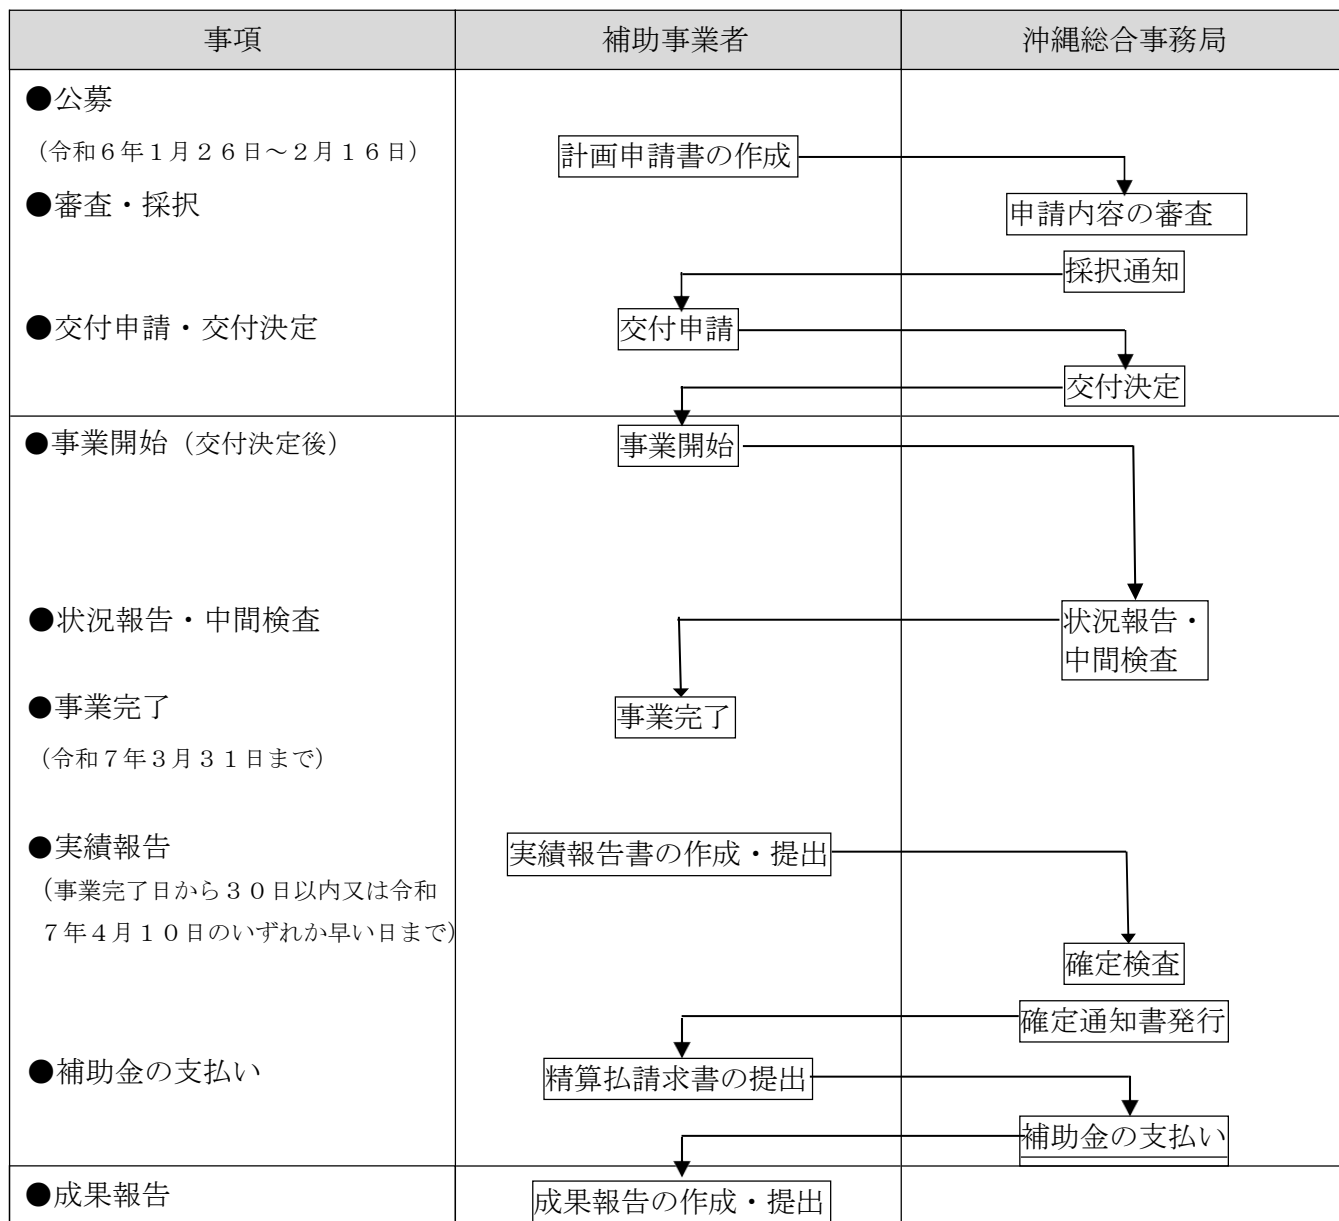 事項
補助事業者
沖縄総合事務局
●公募
（令和６年１月２６日～２月１６日）
計画申請書の作成
●審査・採択
申請内容の審査
採択通知
●交付申請・交付決定
交付申請
交付決定
●事業開始（交付決定後）
事業開始
●状況報告・中間検査
状況報告・
中間検査
●事業完了
事業完了
（令和７年３月３１日まで）
●実績報告
実績報告書の作成・提出
（事業完了日から３０日以内又は令和
７年４月１０日のいずれか早い日まで）
確定検査
確定通知書発行
●補助金の支払い
精算払請求書の提出
補助金の支払い
●成果報告
成果報告の作成・提出